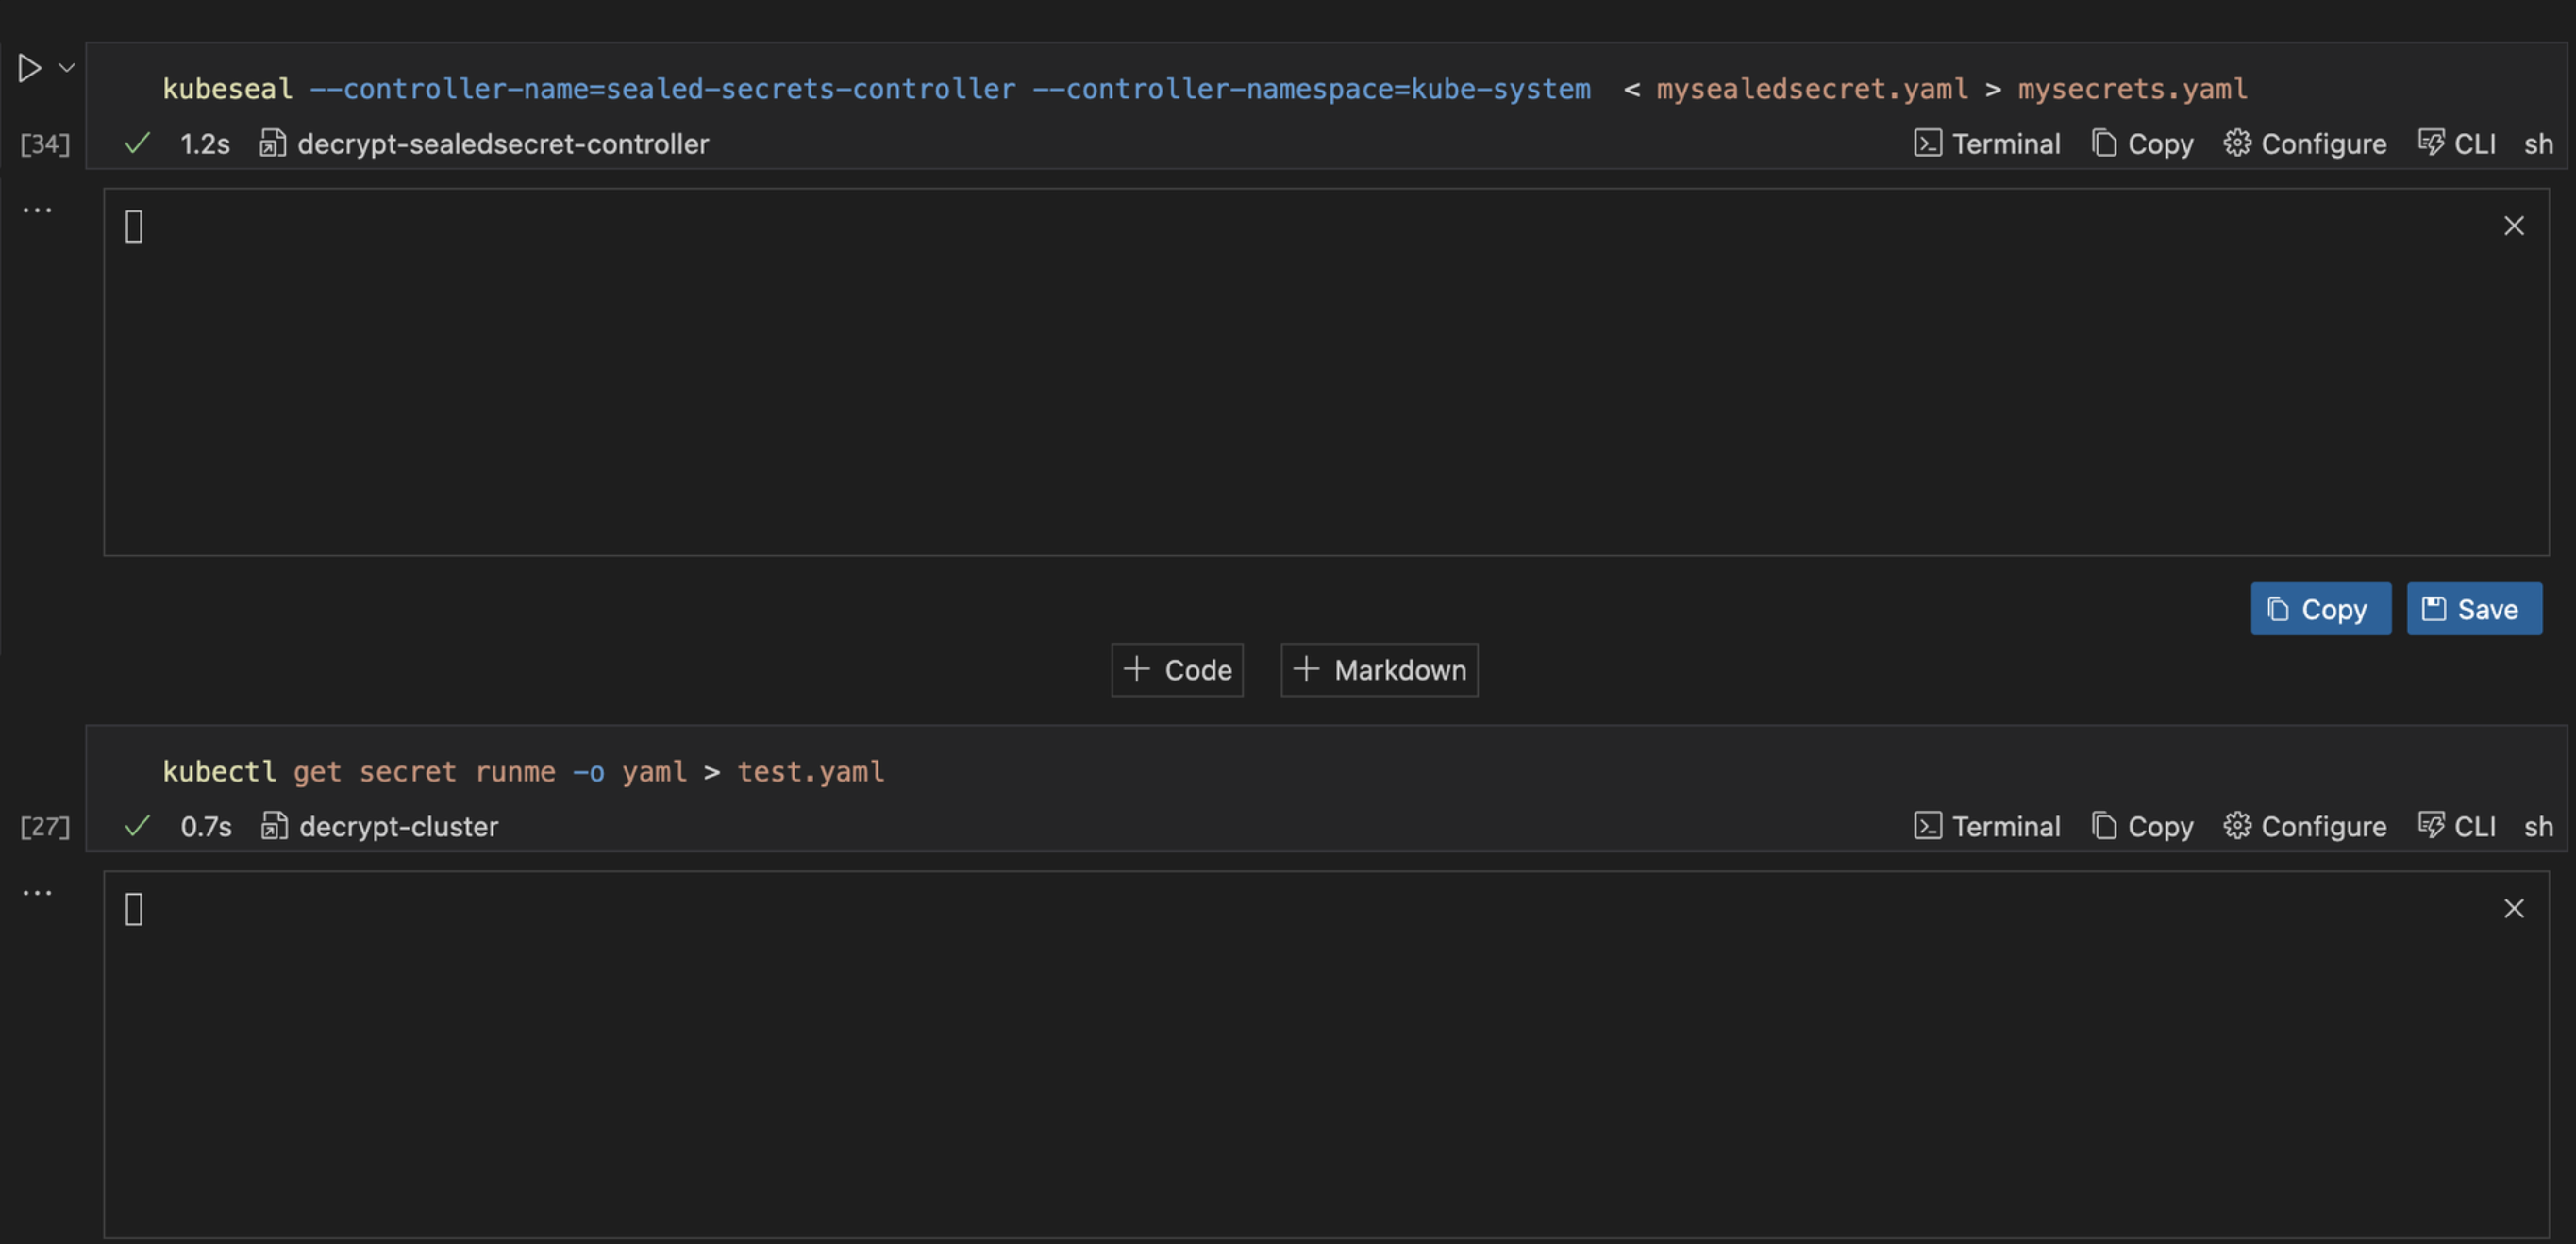 kubeseal --controller-name=sealed-secrets-controller --controller-namespace=kube-system  < mysealedsecret.yaml > mysecrets.yaml
[34] 1.2s decrypt-sealedsecret-controller Terminal Copy Configure CLI sh
...
Copy Save
+ Code + Markdown
kubectl get secret runme -o yaml > test.yaml
[27] 0.7s decrypt-cluster Terminal Copy Configure CLI sh
...